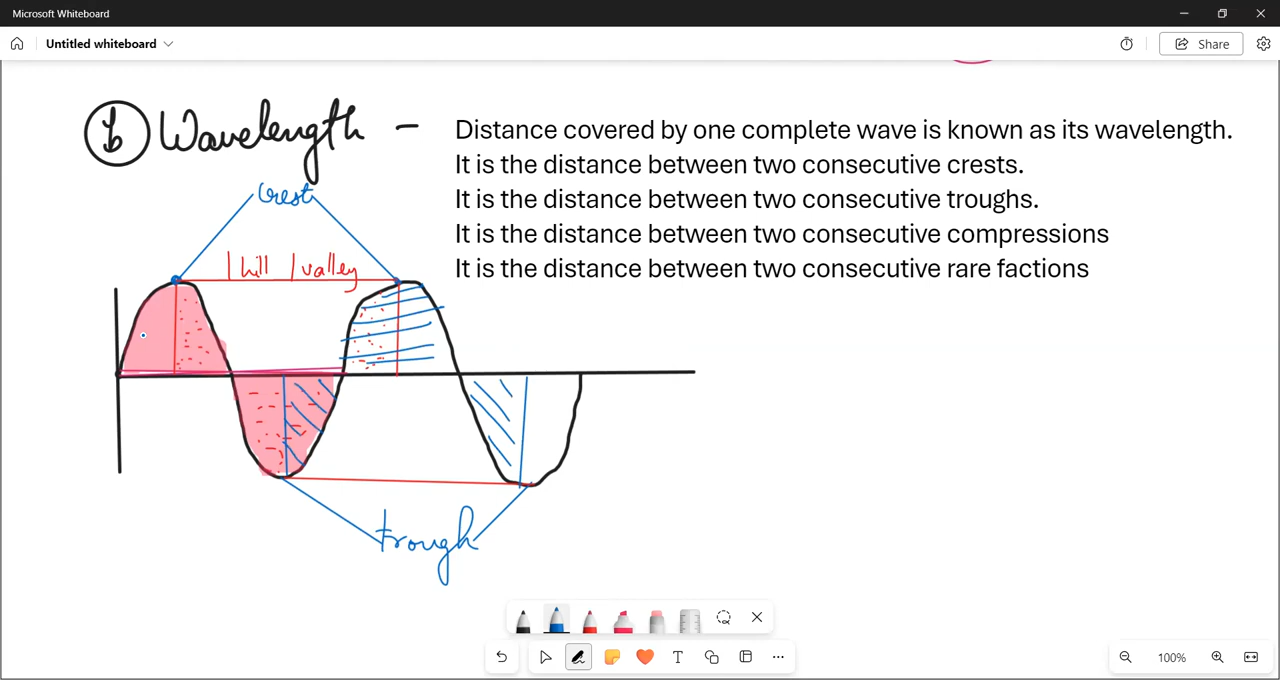 Microsoft Whiteboard
Untitled whiteboard
Share
b Wavelength -
Distance covered by one complete wave is known as its wavelength.
It is the distance between two consecutive crests.
It is the distance between two consecutive troughs.
It is the distance between two consecutive compressions
It is the distance between two consecutive rare factions
Crest
1 hill 1 valley
trough
100%